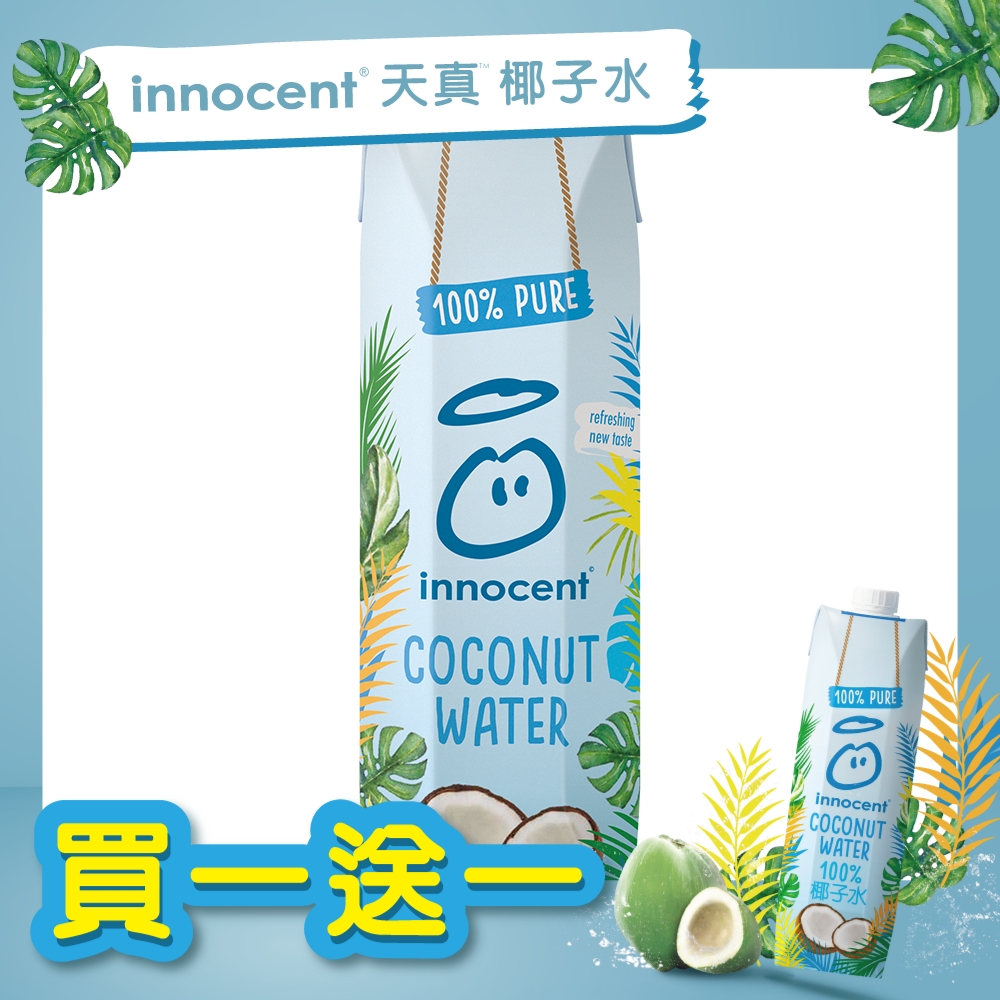 innocent® 天真™ 椰子水
100% PURE
refreshing
new taste
innocent©
COCONUT
WATER
買一送一
100% PURE
innocent
COCONUT
WATER
100%
椰子水